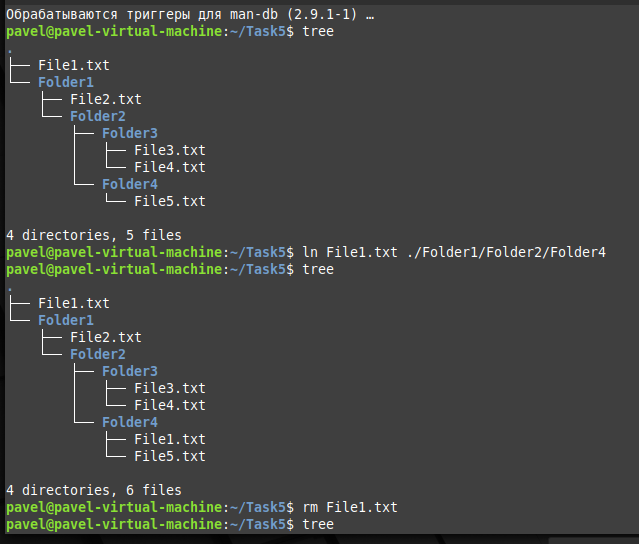 Обрабатываются триггеры для man-db (2.9.1-1) …
pavel@pavel-virtual-machine:~/Task5$ tree
.
├── File1.txt
└── Folder1
    ├── File2.txt
    └── Folder2
        ├── Folder3
        │   ├── File3.txt
        │   └── File4.txt
        └── Folder4
            └── File5.txt

4 directories, 5 files
pavel@pavel-virtual-machine:~/Task5$ ln File1.txt ./Folder1/Folder2/Folder4
pavel@pavel-virtual-machine:~/Task5$ tree
.
├── File1.txt
└── Folder1
    ├── File2.txt
    └── Folder2
        ├── Folder3
        │   ├── File3.txt
        │   └── File4.txt
        └── Folder4
            ├── File1.txt
            └── File5.txt

4 directories, 6 files
pavel@pavel-virtual-machine:~/Task5$ rm File1.txt
pavel@pavel-virtual-machine:~/Task5$ tree